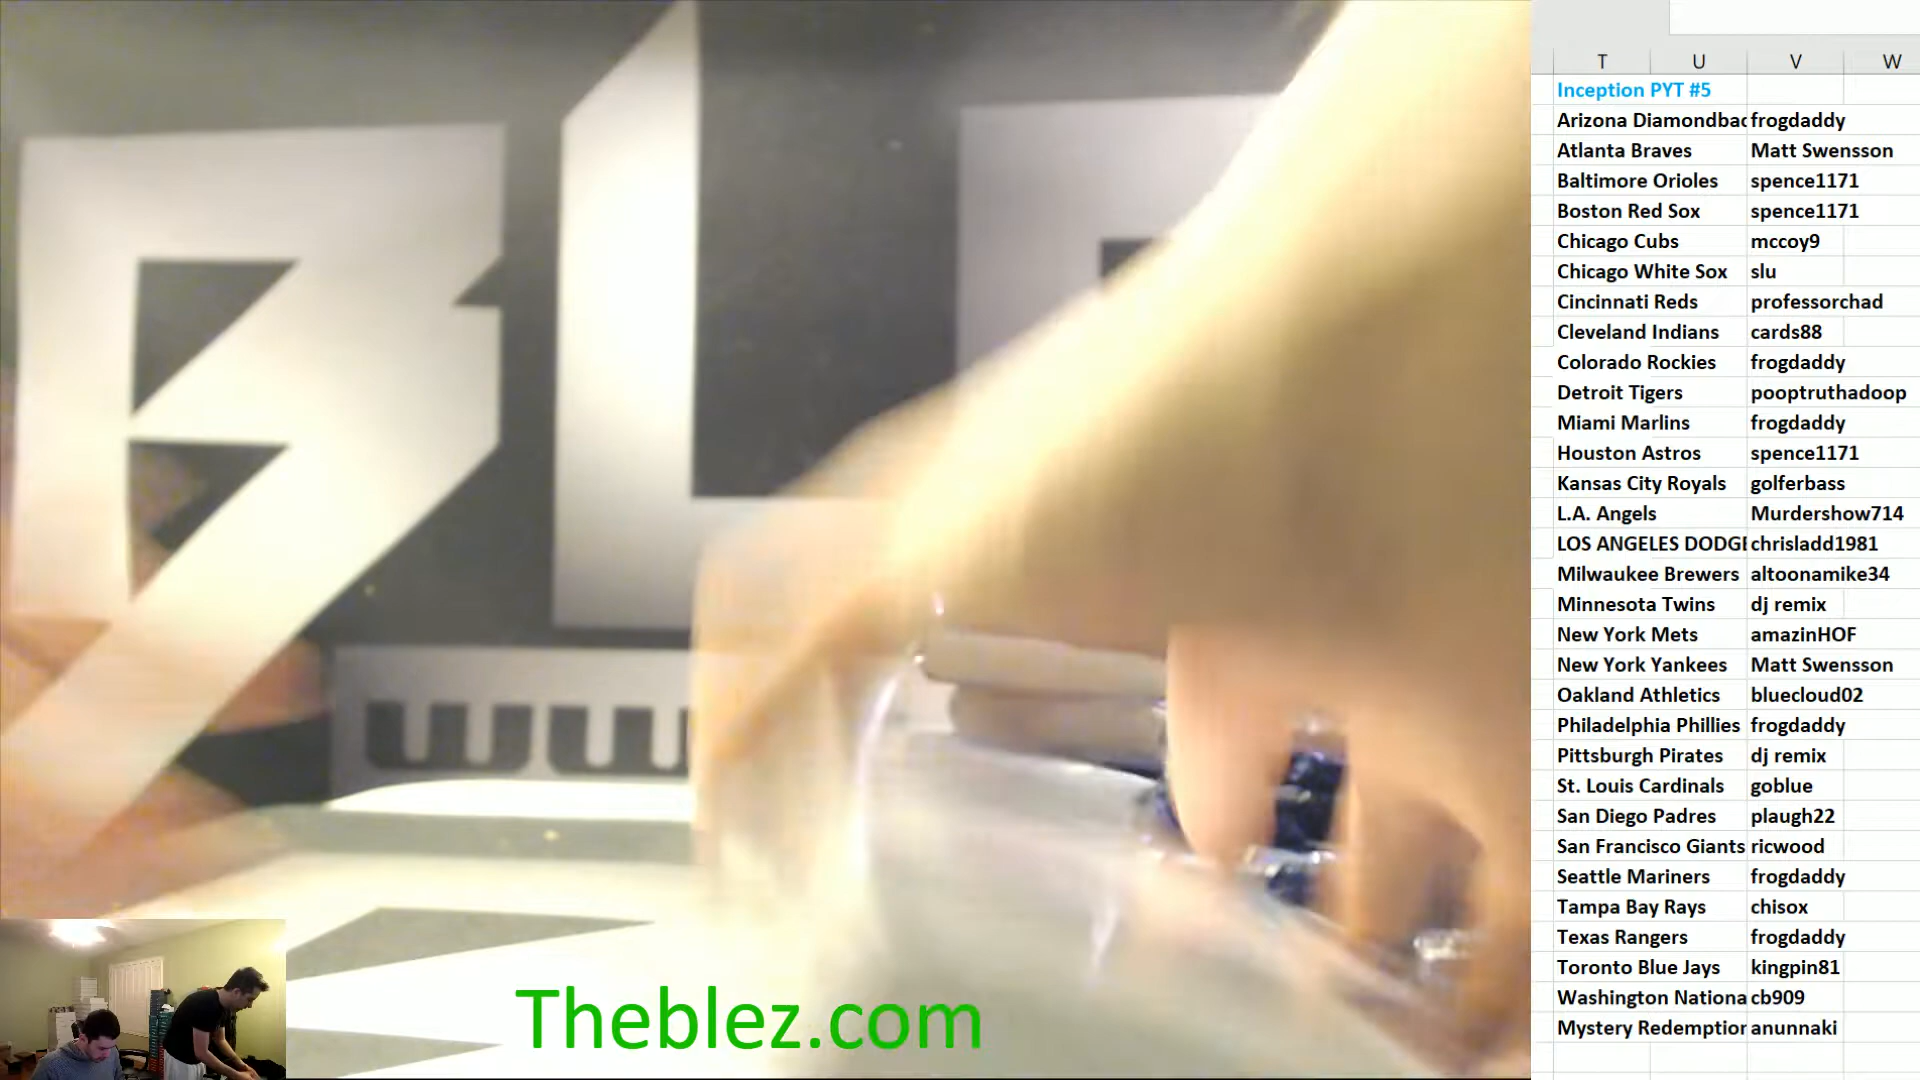 BL
www
Theblez.com
T U V W
Inception PYT #5
Arizona Diamondbac frogdaddy
Atlanta Braves Matt Swensson
Baltimore Orioles spence1171
Boston Red Sox spence1171
Chicago Cubs mccoy9
Chicago White Sox slu
Cincinnati Reds professorchad
Cleveland Indians cards88
Colorado Rockies frogdaddy
Detroit Tigers pooptruthadoop
Miami Marlins frogdaddy
Houston Astros spence1171
Kansas City Royals golferbass
L.A. Angels Murdershow714
LOS ANGELES DODGE chrisladd1981
Milwaukee Brewers altoonamike34
Minnesota Twins dj remix
New York Mets amazinHOF
New York Yankees Matt Swensson
Oakland Athletics bluecloud02
Philadelphia Phillies frogdaddy
Pittsburgh Pirates dj remix
St. Louis Cardinals goblue
San Diego Padres plaugh22
San Francisco Giants ricwood
Seattle Mariners frogdaddy
Tampa Bay Rays chisox
Texas Rangers frogdaddy
Toronto Blue Jays kingpin81
Washington Nationa cb909
Mystery Redemption anunnaki